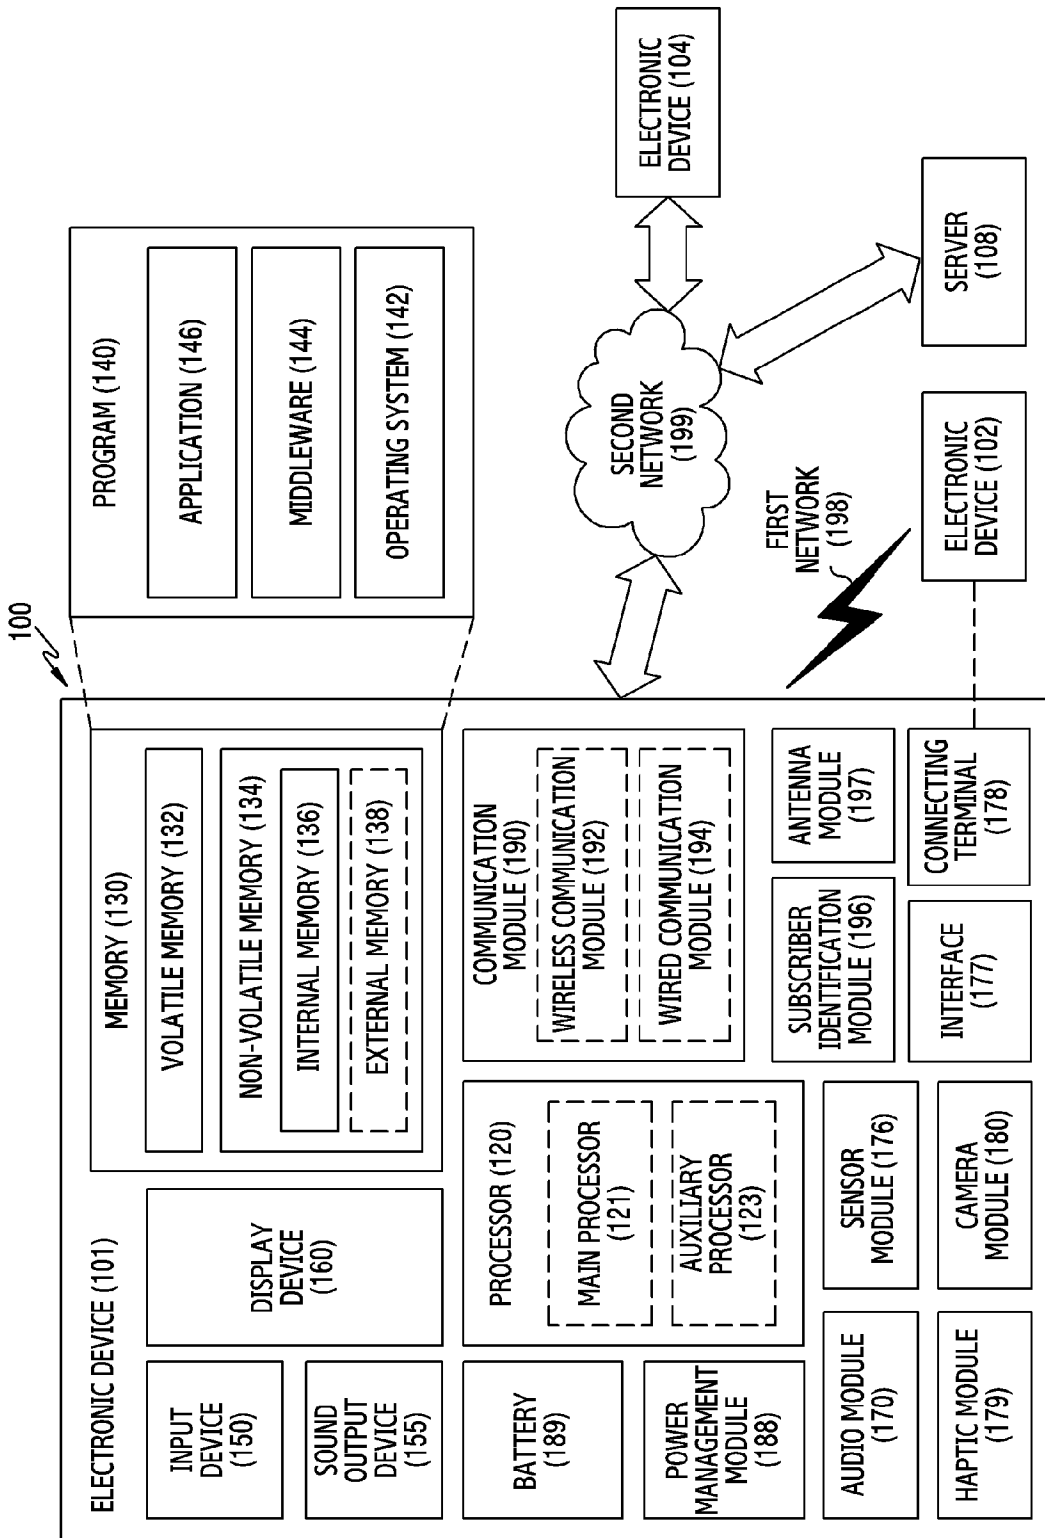 100
ELECTRONIC DEVICE (101)
INPUT
DEVICE
(150)
SOUND
OUTPUT
DEVICE
(155)
DISPLAY
DEVICE
(160)
MEMORY (130)
VOLATILE MEMORY (132)
NON-VOLATILE MEMORY (134)
INTERNAL MEMORY (136)
EXTERNAL MEMORY (138)
PROGRAM (140)
APPLICATION (146)
MIDDLEWARE (144)
OPERATING SYSTEM (142)
BATTERY
(189)
POWER
MANAGEMENT
MODULE
(188)
PROCESSOR (120)
MAIN PROCESSOR
(121)
AUXILIARY
PROCESSOR
(123)
COMMUNICATION
MODULE (190)
WIRELESS COMMUNICATION
MODULE (192)
WIRED COMMUNICATION
MODULE (194)
SECOND
NETWORK
(199)
ELECTRONIC
DEVICE (104)
AUDIO MODULE
(170)
SENSOR
MODULE (176)
SUBSCRIBER
IDENTIFICATION
MODULE (196)
ANTENNA
MODULE
(197)
FIRST
NETWORK
(198)
HAPTIC MODULE
(179)
CAMERA
MODULE (180)
INTERFACE
(177)
CONNECTING
TERMINAL
(178)
ELECTRONIC
DEVICE (102)
SERVER
(108)